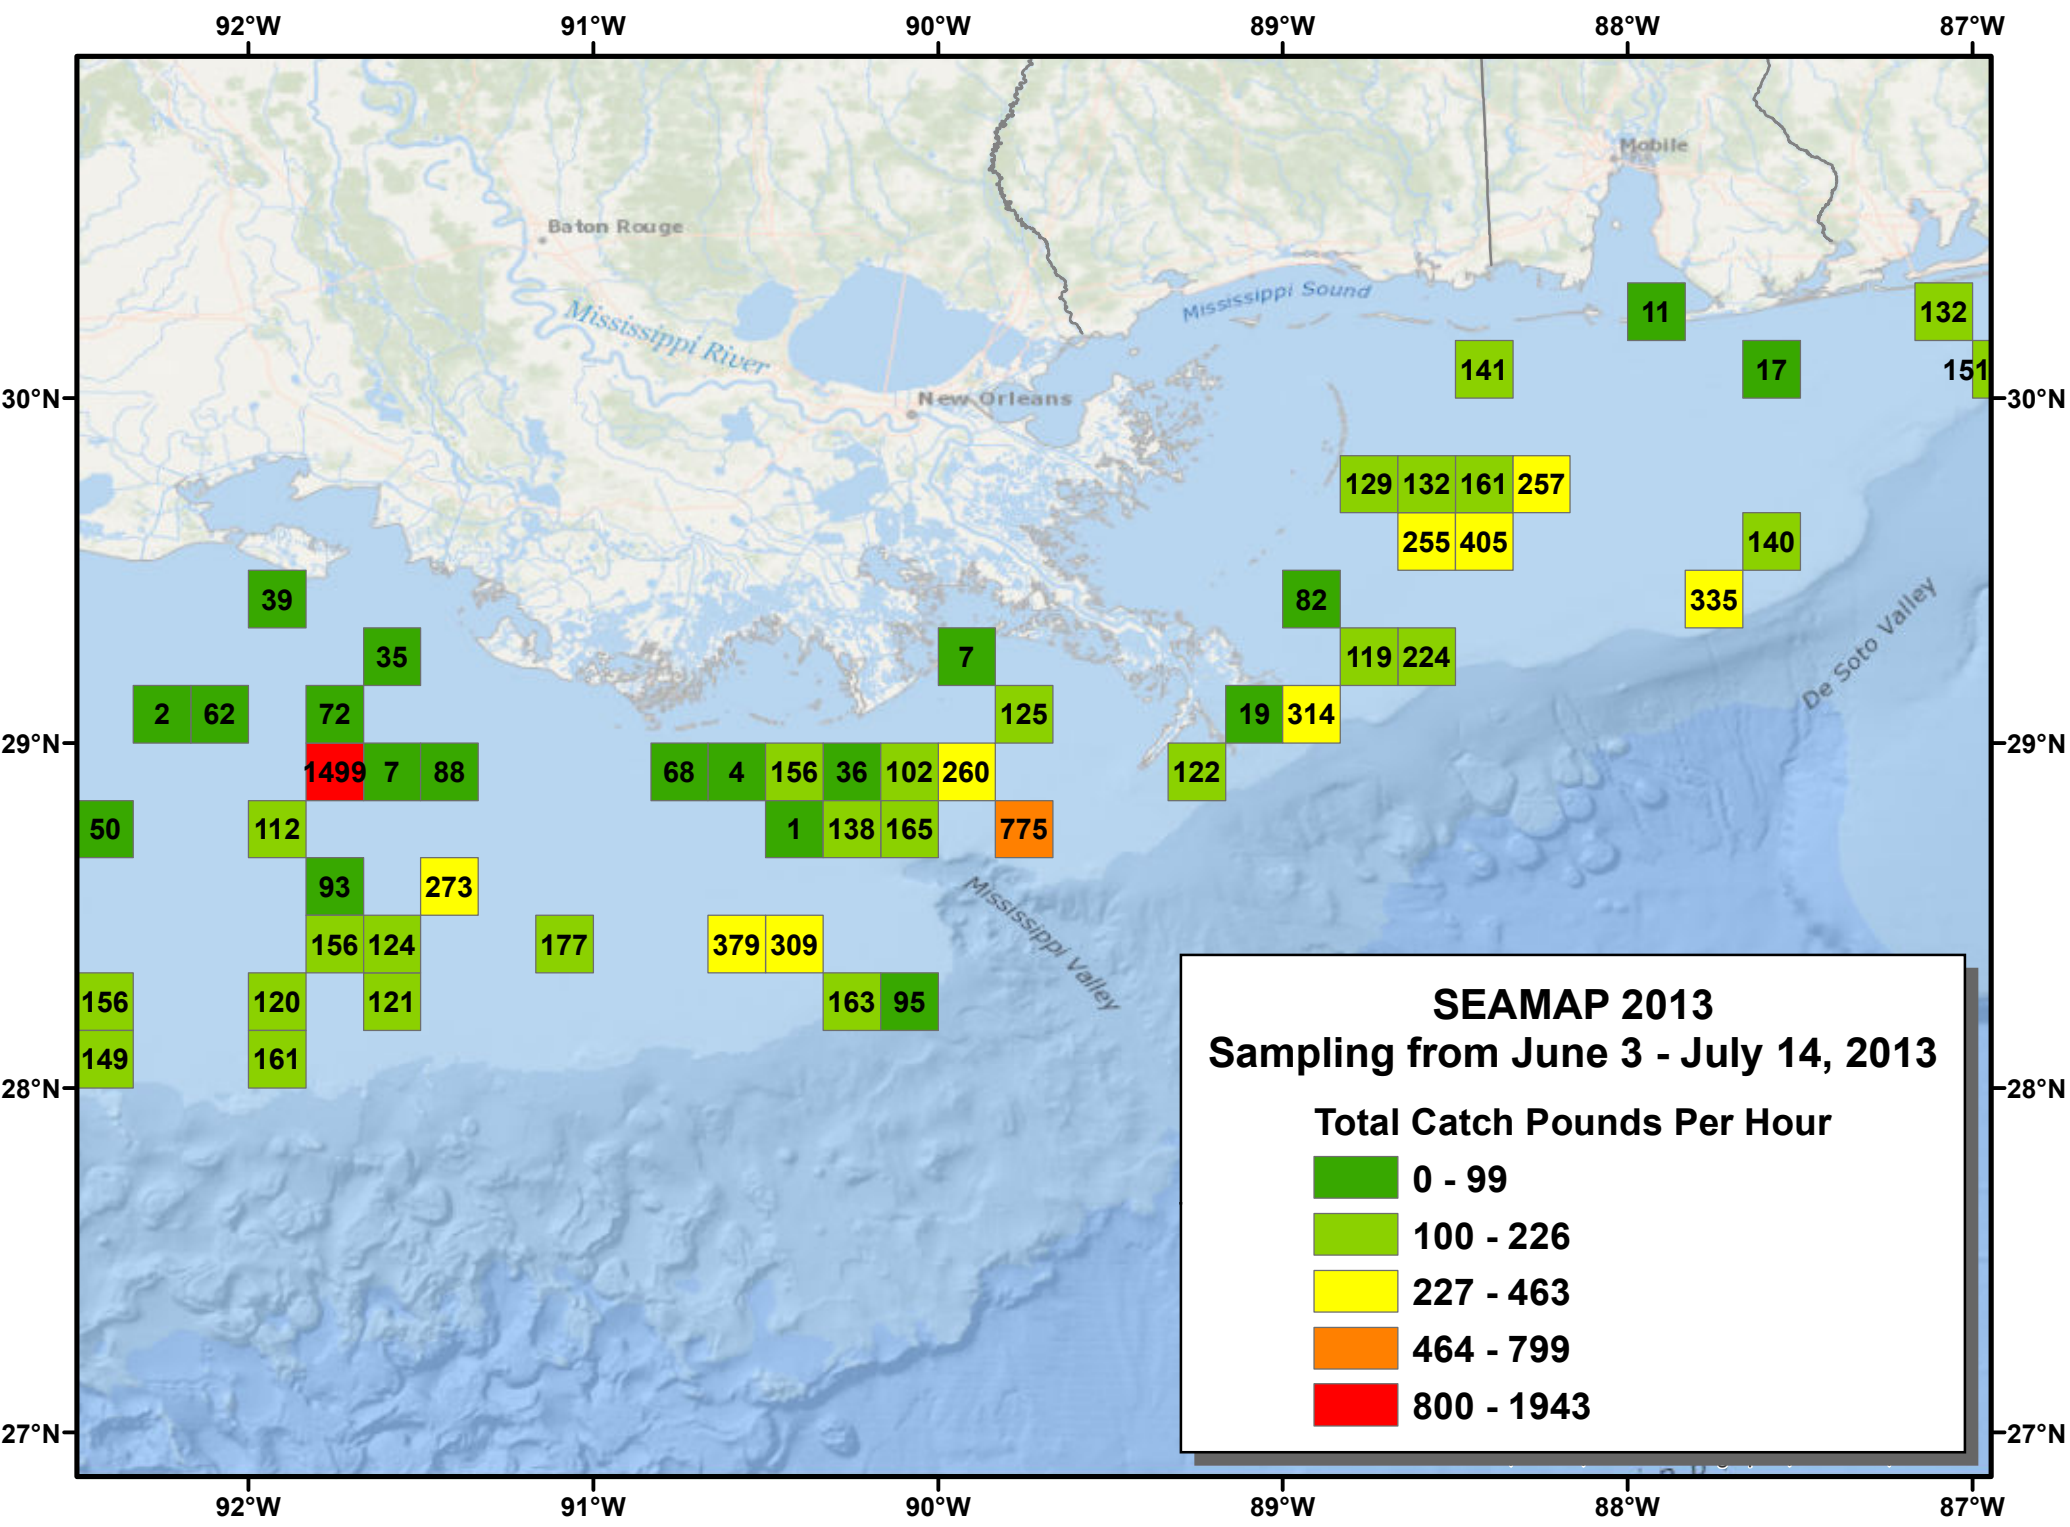 92°W 91°W 90°W 89°W 88°W 87°W
Mobile
Baton Rouge
Mississippi Sound
Mississippi River
11 132
141 17 151
30°N New Orleans 30°N
129 132 161 257
255 405 140
39 82 335
De Soto Valley
35 7 119 224
2 62 72 125 19 314
29°N 29°N
1499 7 88 68 4 156 36 102 260 122
50 112 1 138 165 775
93 273
Mississippi Valley
156 124 177 379 309
156 120 121 163 95
149 161
28°N 28°N
SEAMAP 2013
Sampling from June 3 - July 14, 2013
Total Catch Pounds Per Hour
0 - 99
100 - 226
227 - 463
464 - 799
800 - 1943
27°N 27°N
92°W 91°W 90°W 89°W 88°W 87°W